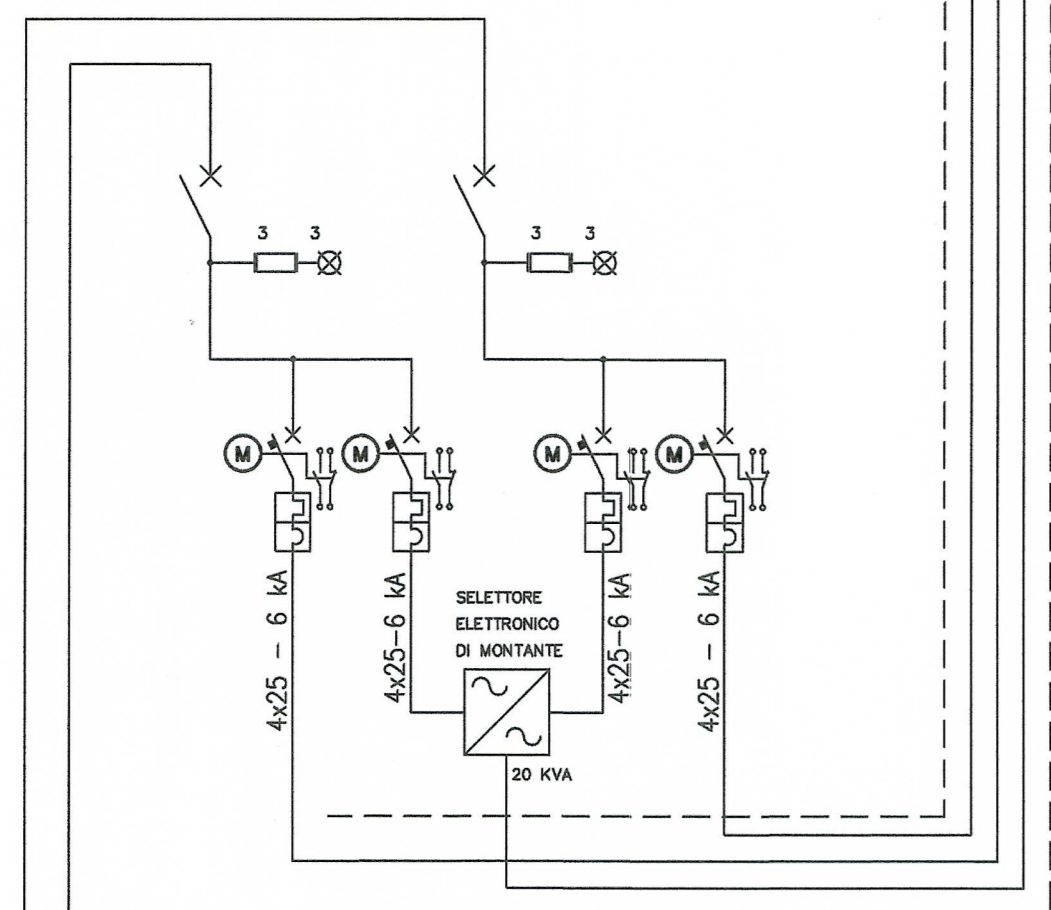 3 3
3 3
M
M
M
M
4x25 - 6 kA
4x25-6 kA
SELETTORE
ELETTRONICO
DI MONTANTE
4x25-6 kA
4x25 - 6 kA
20 KVA